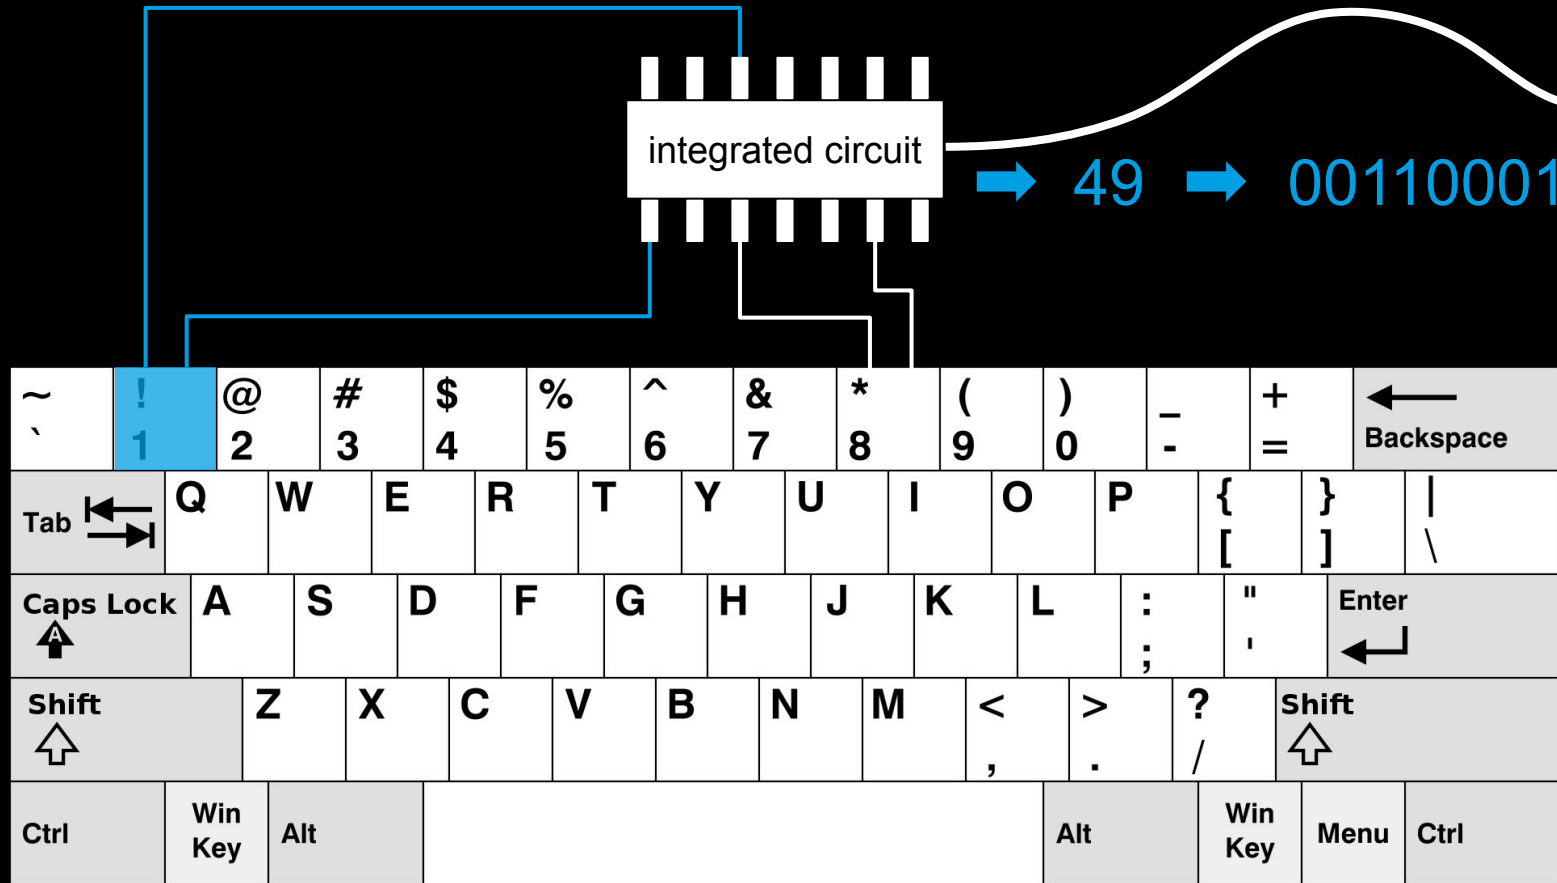 integrated circuit
49 00110001
~ ! @ # $ % ^ & * ( ) _ +
` 1 2 3 4 5 6 7 8 9 0 - = Backspace
Tab Q W E R T Y U I O P { } |
[ ] \
Caps Lock A S D F G H J K L : " Enter
A ; '
Shift Z X C V B N M < > ? Shift
, . /
Ctrl Win Key Alt Alt Win Key Menu Ctrl